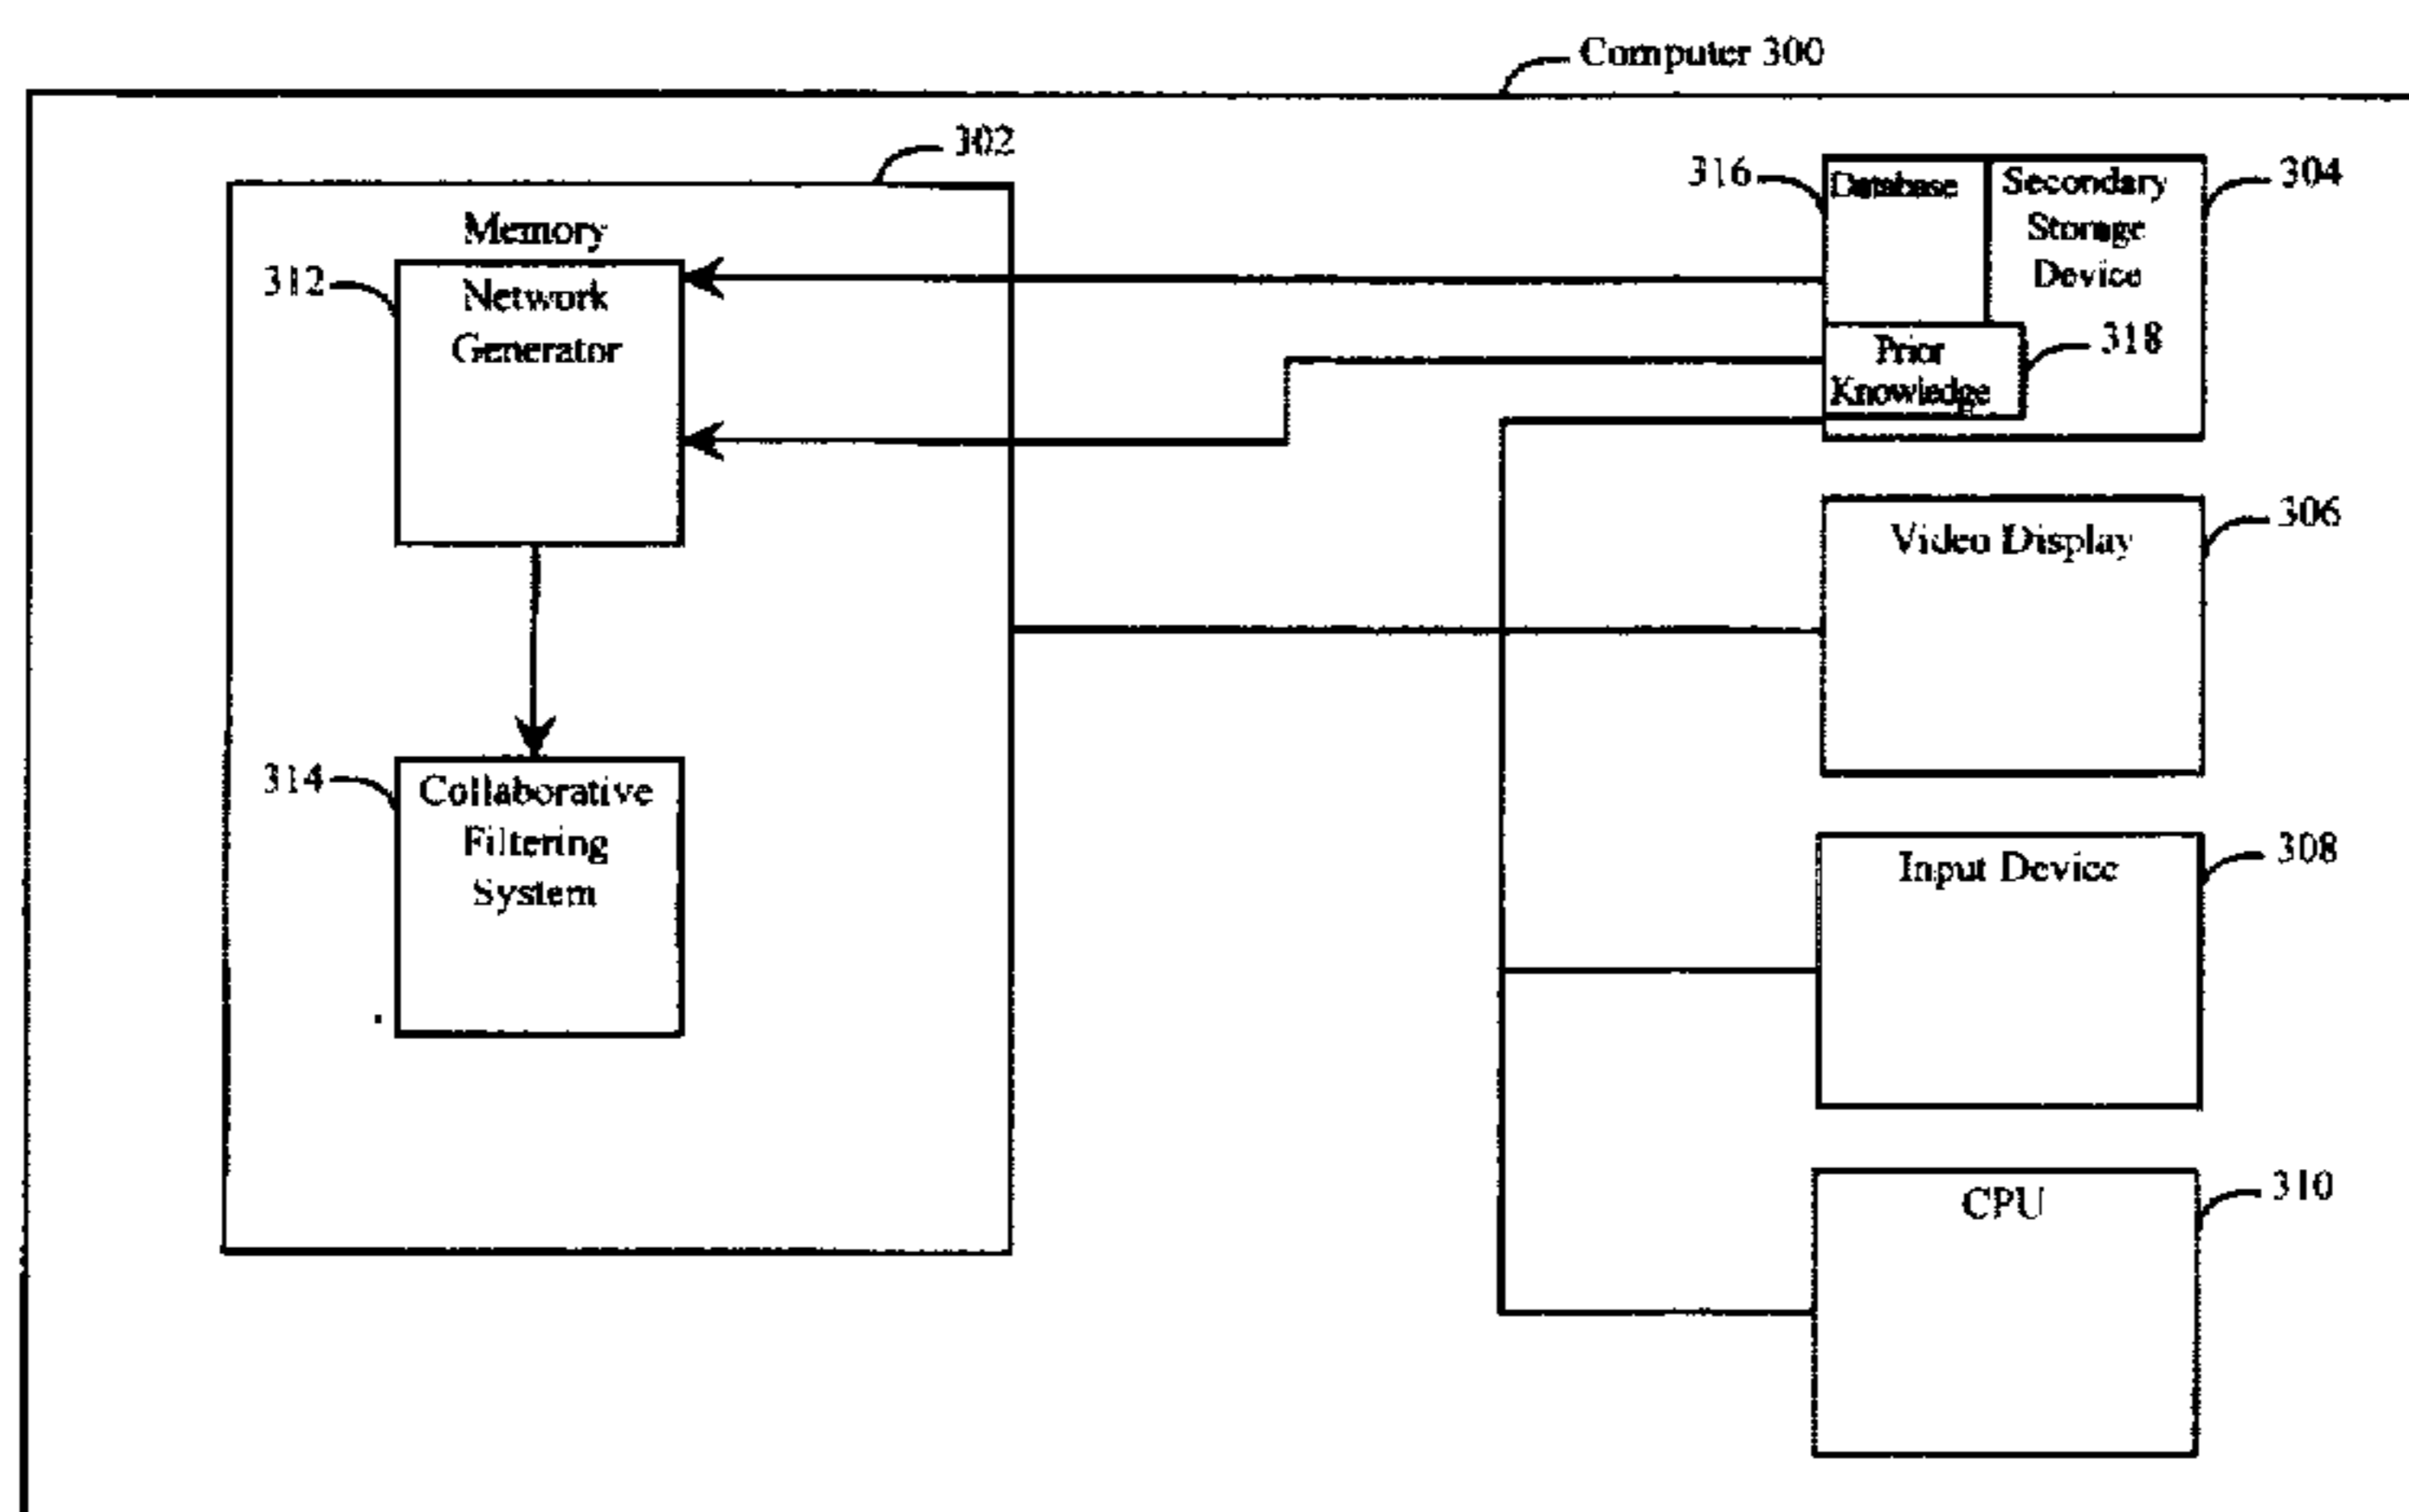 Computer 300
302
Memory
312
Network
Generator
314
Collaborative
Filtering
System
316
Database
Secondary
Storage
Device
304
Prior
Knowledge
318
Video Display
306
Input Device
308
CPU
310